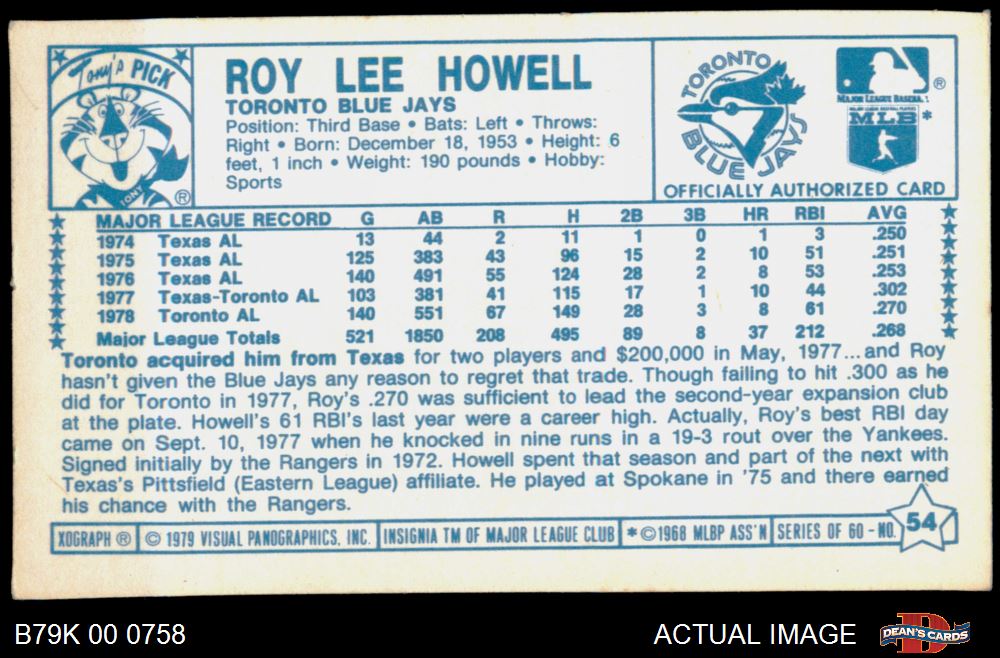 Tony's PICK
TONY
®
ROY LEE HOWELL
TORONTO BLUE JAYS
Position: Third Base • Bats: Left • Throws:
Right • Born: December 18, 1953 • Height: 6
feet, 1 inch • Weight: 190 pounds • Hobby:
Sports
TORONTO
BLUE JAYS
®
MAJOR LEAGUE BASEBALL
MAJOR LEAGUE BASEBALL PLAYERS
MLB *
OFFICIALLY AUTHORIZED CARD
MAJOR LEAGUE RECORD G AB R H 2B 3B HR RBI AVG
1974 Texas AL 13 44 2 11 1 0 1 3 .250
1975 Texas AL 125 383 43 96 15 2 10 51 .251
1976 Texas AL 140 491 55 124 28 2 8 53 .253
1977 Texas-Toronto AL 103 381 41 115 17 1 10 44 .302
1978 Toronto AL 140 551 67 149 28 3 8 61 .270
Major League Totals 521 1850 208 495 89 8 37 212 .268
Toronto acquired him from Texas for two players and $200,000 in May, 1977...and Roy
hasn't given the Blue Jays any reason to regret that trade. Though failing to hit .300 as he
did for Toronto in 1977, Roy's .270 was sufficient to lead the second-year expansion club
at the plate. Howell's 61 RBI's last year were a career high. Actually, Roy's best RBI day
came on Sept. 10, 1977 when he knocked in nine runs in a 19-3 rout over the Yankees.
Signed initially by the Rangers in 1972. Howell spent that season and part of the next with
Texas's Pittsfield (Eastern League) affiliate. He played at Spokane in '75 and there earned
his chance with the Rangers.
XOGRAPH ® © 1979 VISUAL PANOGRAPHICS, INC. INSIGNIA TM OF MAJOR LEAGUE CLUB *©1968 MLBP ASS'N SERIES OF 60 - NO. 54
B79K 00 0758
ACTUAL IMAGE
D
DEAN'S CARDS